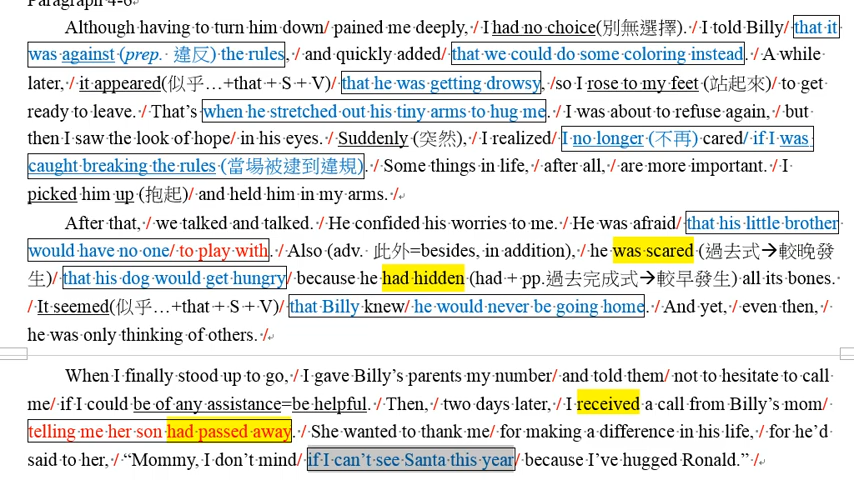 Paragraph 4-6
Although having to turn him down/ pained me deeply, / I had no choice(別無選擇). / I told Billy/ that it
was against (prep. 違反) the rules, / and quickly added/ that we could do some coloring instead. / A while
later, / it appeared(似乎…+that + S + V)/ that he was getting drowsy, /so I rose to my feet (站起來)/ to get
ready to leave. / That's when he stretched out his tiny arms to hug me. / I was about to refuse again, / but
then I saw the look of hope/ in his eyes. / Suddenly (突然), / I realized/ I no longer (不再) cared/ if I was
caught breaking the rules (當場被逮到違規). / Some things in life, / after all, / are more important. / I
picked him up (抱起)/ and held him in my arms. /
After that, / we talked and talked. / He confided his worries to me. / He was afraid/ that his little brother
would have no one/ to play with. / Also (adv. 此外=besides, in addition), / he was scared (過去式→較晚發
生)/ that his dog would get hungry/ because he had hidden (had + pp.過去完成式→較早發生) all its bones.
/ It seemed(似乎…+that + S + V)/ that Billy knew/ he would never be going home. / And yet, / even then, /
he was only thinking of others. /
When I finally stood up to go, / I gave Billy's parents my number/ and told them/ not to hesitate to call
me/ if I could be of any assistance=be helpful. / Then, / two days later, / I received a call from Billy's mom/
telling me her son had passed away. / She wanted to thank me/ for making a difference in his life, / for he'd
said to her, / “Mommy, I don't mind/ if I can't see Santa this year/ because I've hugged Ronald.” /